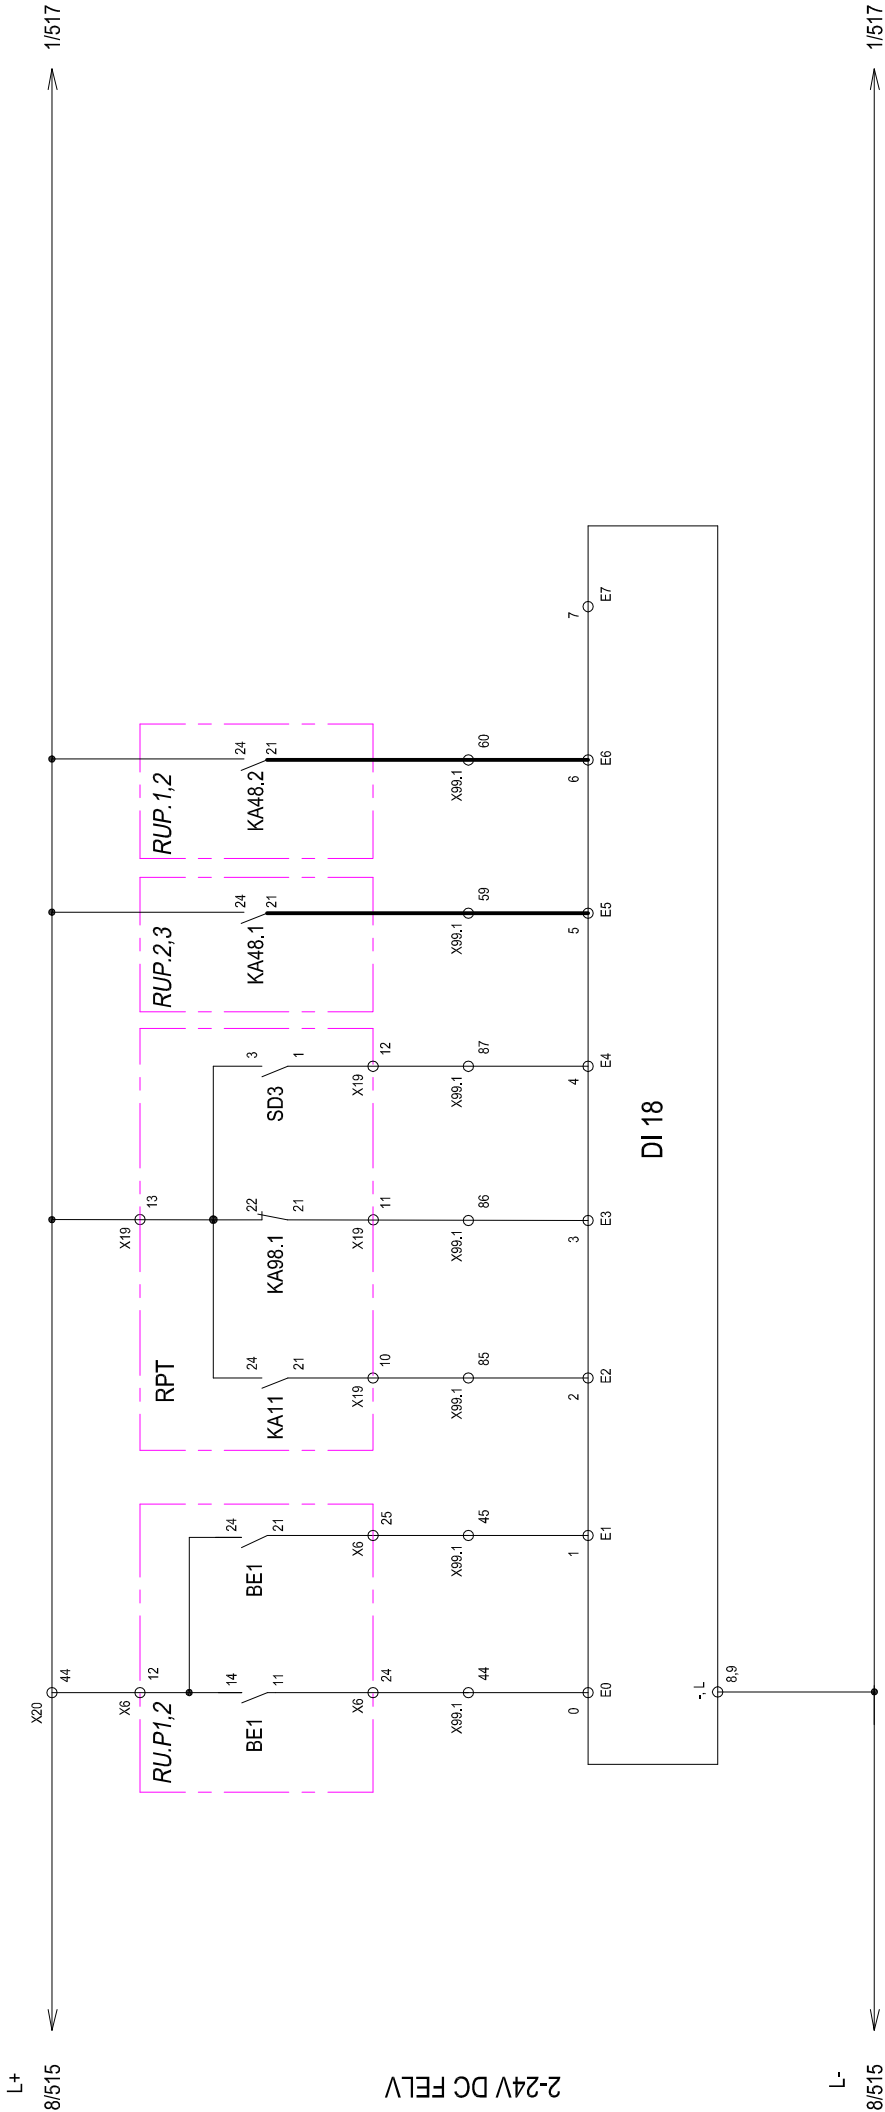 L+
8/515
1/517
X20
44
X6
12
RU.P1,2
14
11
BE1
24
21
BE1
X6
24
X6
25
X99.1
44
X99.1
45
X19
13
RPT
24
21
KA11
22
21
KA98.1
3
1
SD3
X19
10
X19
11
X19
12
X99.1
85
X99.1
86
X99.1
87
RUP.2,3
24
21
KA48.1
X99.1
59
RUP.1,2
24
21
KA48.2
X99.1
60
0
E0
1
E1
2
E2
3
E3
4
E4
5
E5
6
E6
7
E7
DI 18
-, L
8,9
2-24V DC FELV
L-
8/515
1/517